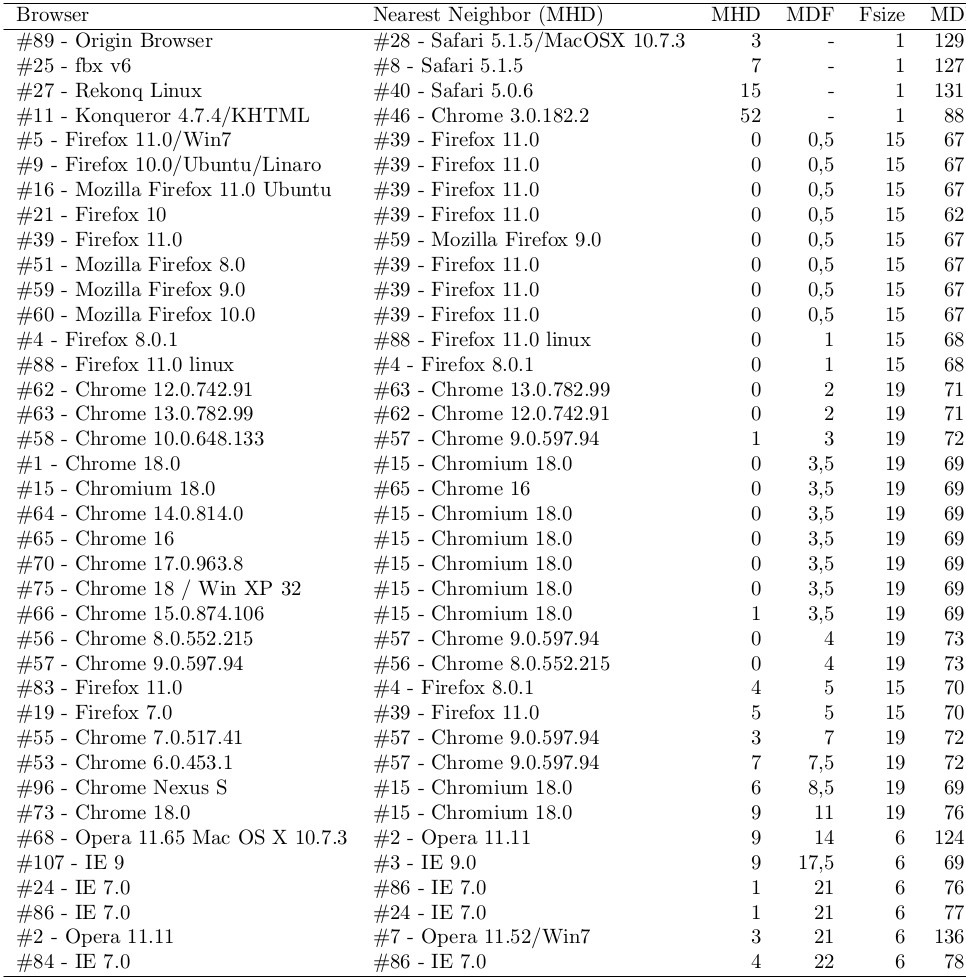 Browser Nearest Neighbor (MHD) MHD MDF Fsize MD
#89 - Origin Browser #28 - Safari 5.1.5/MacOSX 10.7.3 3 - 1 129
#25 - fbx v6 #8 - Safari 5.1.5 7 - 1 127
#27 - Rekonq Linux #40 - Safari 5.0.6 15 - 1 131
#11 - Konqueror 4.7.4/KHTML #46 - Chrome 3.0.182.2 52 - 1 88
#5 - Firefox 11.0/Win7 #39 - Firefox 11.0 0 0,5 15 67
#9 - Firefox 10.0/Ubuntu/Linaro #39 - Firefox 11.0 0 0,5 15 67
#16 - Mozilla Firefox 11.0 Ubuntu #39 - Firefox 11.0 0 0,5 15 67
#21 - Firefox 10 #39 - Firefox 11.0 0 0,5 15 62
#39 - Firefox 11.0 #59 - Mozilla Firefox 9.0 0 0,5 15 67
#51 - Mozilla Firefox 8.0 #39 - Firefox 11.0 0 0,5 15 67
#59 - Mozilla Firefox 9.0 #39 - Firefox 11.0 0 0,5 15 67
#60 - Mozilla Firefox 10.0 #39 - Firefox 11.0 0 0,5 15 67
#4 - Firefox 8.0.1 #88 - Firefox 11.0 linux 0 1 15 68
#88 - Firefox 11.0 linux #4 - Firefox 8.0.1 0 1 15 68
#62 - Chrome 12.0.742.91 #63 - Chrome 13.0.782.99 0 2 19 71
#63 - Chrome 13.0.782.99 #62 - Chrome 12.0.742.91 0 2 19 71
#58 - Chrome 10.0.648.133 #57 - Chrome 9.0.597.94 1 3 19 72
#1 - Chrome 18.0 #15 - Chromium 18.0 0 3,5 19 69
#15 - Chromium 18.0 #65 - Chrome 16 0 3,5 19 69
#64 - Chrome 14.0.814.0 #15 - Chromium 18.0 0 3,5 19 69
#65 - Chrome 16 #15 - Chromium 18.0 0 3,5 19 69
#70 - Chrome 17.0.963.8 #15 - Chromium 18.0 0 3,5 19 69
#75 - Chrome 18 / Win XP 32 #15 - Chromium 18.0 0 3,5 19 69
#66 - Chrome 15.0.874.106 #15 - Chromium 18.0 1 3,5 19 69
#56 - Chrome 8.0.552.215 #57 - Chrome 9.0.597.94 0 4 19 73
#57 - Chrome 9.0.597.94 #56 - Chrome 8.0.552.215 0 4 19 73
#83 - Firefox 11.0 #4 - Firefox 8.0.1 4 5 15 70
#19 - Firefox 7.0 #39 - Firefox 11.0 5 5 15 70
#55 - Chrome 7.0.517.41 #57 - Chrome 9.0.597.94 3 7 19 72
#53 - Chrome 6.0.453.1 #57 - Chrome 9.0.597.94 7 7,5 19 72
#96 - Chrome Nexus S #15 - Chromium 18.0 6 8,5 19 69
#73 - Chrome 18.0 #15 - Chromium 18.0 9 11 19 76
#68 - Opera 11.65 Mac OS X 10.7.3 #2 - Opera 11.11 9 14 6 124
#107 - IE 9 #3 - IE 9.0 9 17,5 6 69
#24 - IE 7.0 #86 - IE 7.0 1 21 6 76
#86 - IE 7.0 #24 - IE 7.0 1 21 6 77
#2 - Opera 11.11 #7 - Opera 11.52/Win7 3 21 6 136
#84 - IE 7.0 #86 - IE 7.0 4 22 6 78